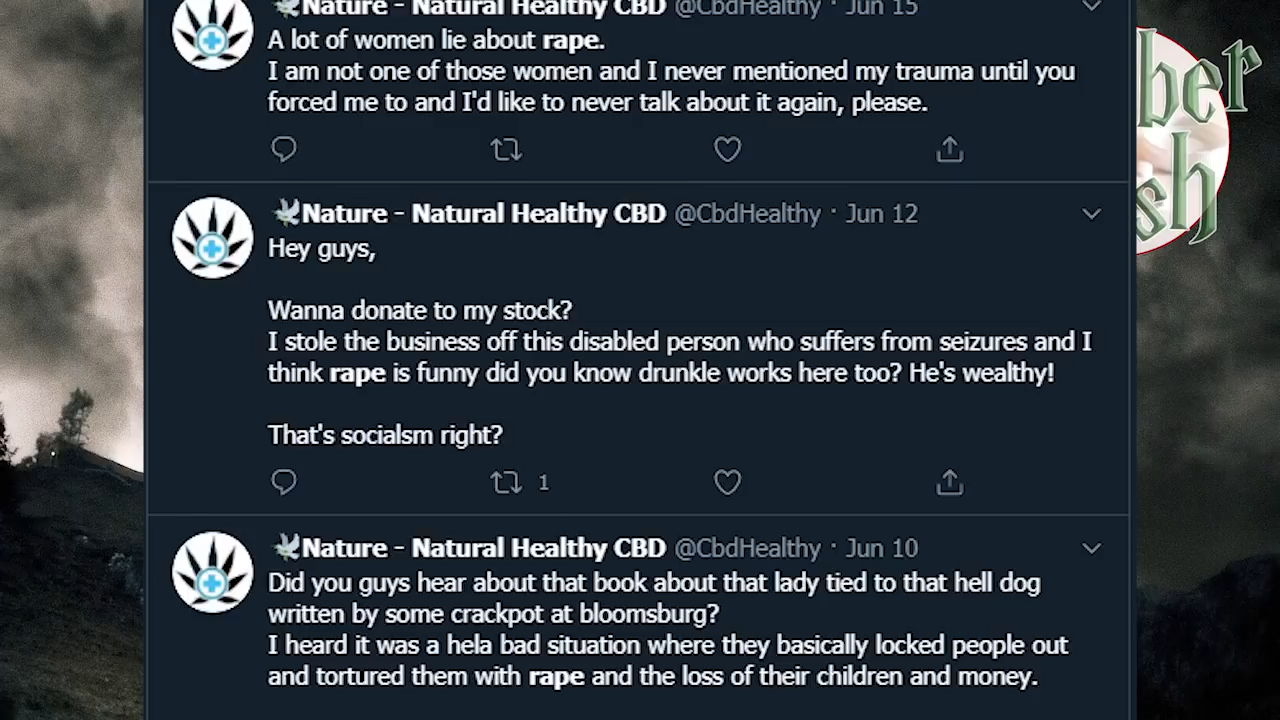 Nature - Natural Healthy CBD @CbdHealthy · Jun 15
A lot of women lie about rape.
I am not one of those women and I never mentioned my trauma until you
forced me to and I'd like to never talk about it again, please.
Nature - Natural Healthy CBD @CbdHealthy · Jun 12
Hey guys,
Wanna donate to my stock?
I stole the business off this disabled person who suffers from seizures and I
think rape is funny did you know drunkle works here too? He's wealthy!
That's socialsm right?
1
Nature - Natural Healthy CBD @CbdHealthy · Jun 10
Did you guys hear about that book about that lady tied to that hell dog
written by some crackpot at bloomsburg?
I heard it was a hela bad situation where they basically locked people out
and tortured them with rape and the loss of their children and money.
ber
sh